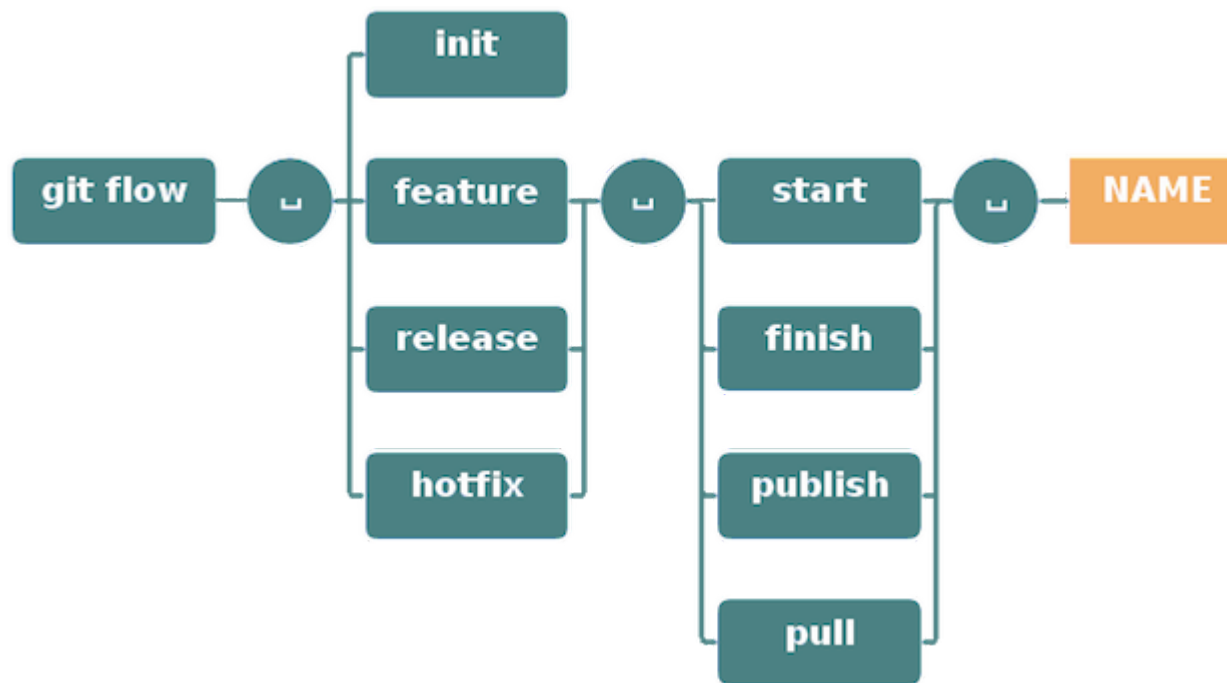 init
git flow
␣
feature
␣
start
␣
NAME
release
finish
hotfix
publish
pull